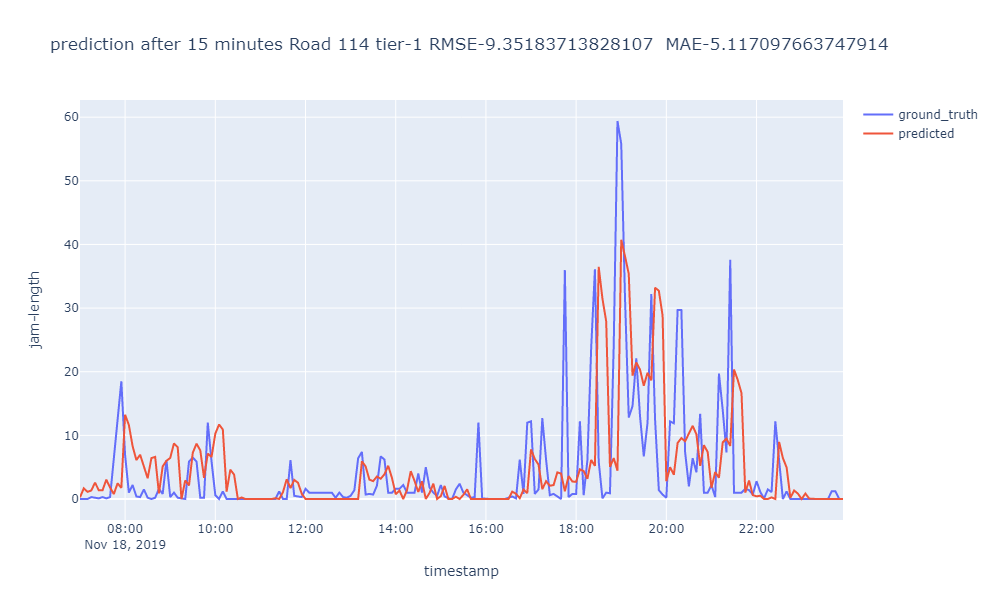 prediction after 15 minutes Road 114 tier-1 RMSE-9.35183713828107  MAE-5.117097663747914
ground_truth
predicted
60
50
40
30
20
10
0
jam-length
08:00 10:00 12:00 14:00 16:00 18:00 20:00 22:00
Nov 18, 2019
timestamp